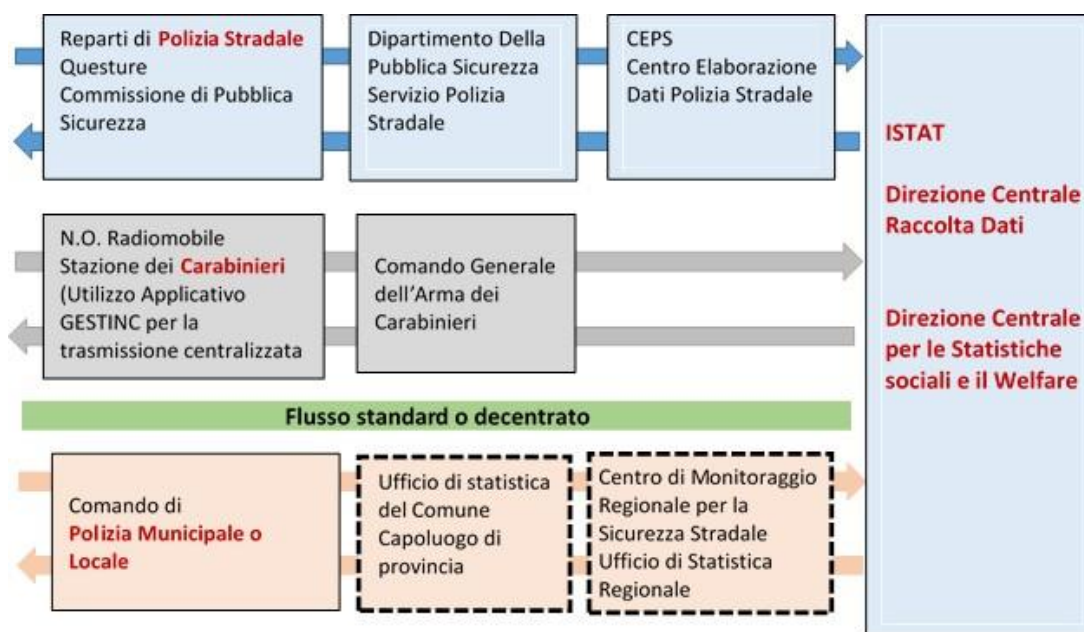 Reparti di Polizia Stradale
Questure
Commissione di Pubblica
Sicurezza
Dipartimento Della
Pubblica Sicurezza
Servizio Polizia
Stradale
CEPS
Centro Elaborazione
Dati Polizia Stradale
ISTAT
Direzione Centrale
Raccolta Dati
Direzione Centrale
per le Statistiche
sociali e il Welfare
N.O. Radiomobile
Stazione dei Carabinieri
(Utilizzo Applicativo
GESTINC per la
trasmissione centralizzata
Comando Generale
dell'Arma dei
Carabinieri
Flusso standard o decentrato
Comando di
Polizia Municipale o
Locale
Ufficio di statistica
del Comune
Capoluogo di
provincia
Centro di Monitoraggio
Regionale per la
Sicurezza Stradale
Ufficio di Statistica
Regionale